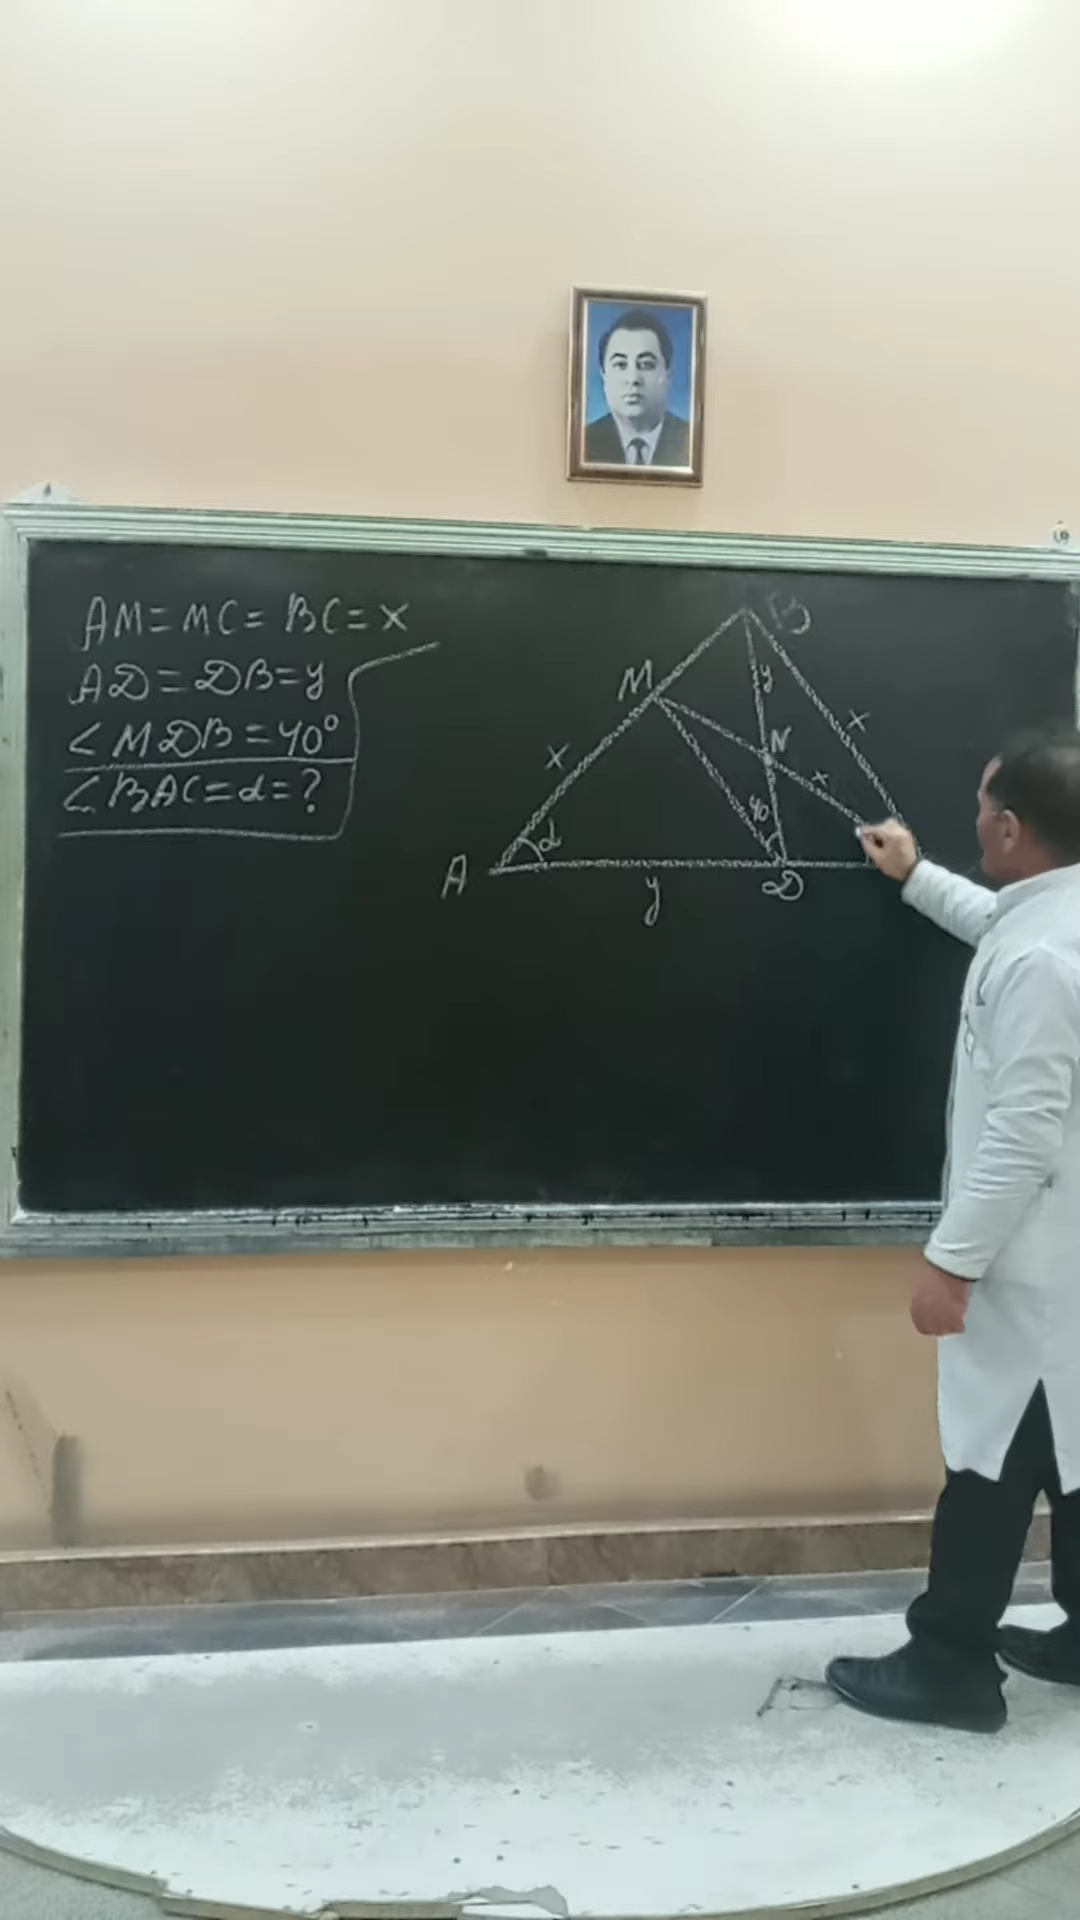 AM=MC=BC=x
AD=DB=y
<MDB=40°
<BAC=α=?
B
M
y
x
N
x
x
40
α
A
D
y